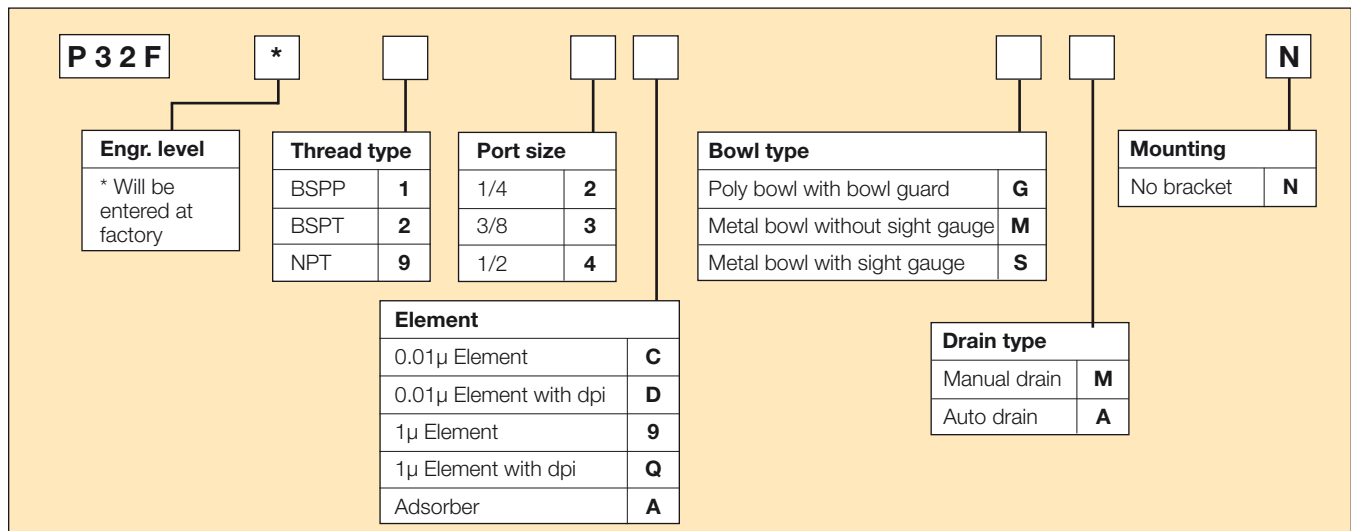 P 3 2 F * N
Engr. level
* Will be
entered at
factory
Thread type
BSPP 1
BSPT 2
NPT 9
Port size
1/4 2
3/8 3
1/2 4
Bowl type
Poly bowl with bowl guard G
Metal bowl without sight gauge M
Metal bowl with sight gauge S
Mounting
No bracket N
Element
0.01µ Element C
0.01µ Element with dpi D
1µ Element 9
1µ Element with dpi Q
Adsorber A
Drain type
Manual drain M
Auto drain A